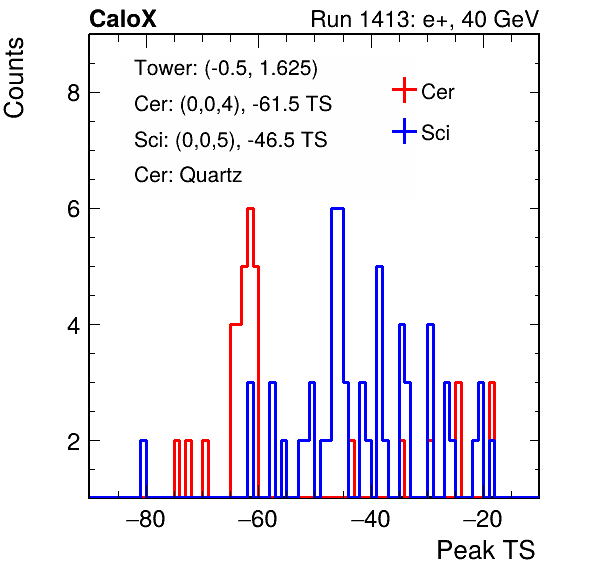 CaloX Run 1413: e+, 40 GeV
Counts
Tower: (-0.5, 1.625)
Cer: (0,0,4), -61.5 TS
Sci: (0,0,5), -46.5 TS
Cer: Quartz
Cer
Sci
8
6
4
2
−80 −60 −40 −20
Peak TS